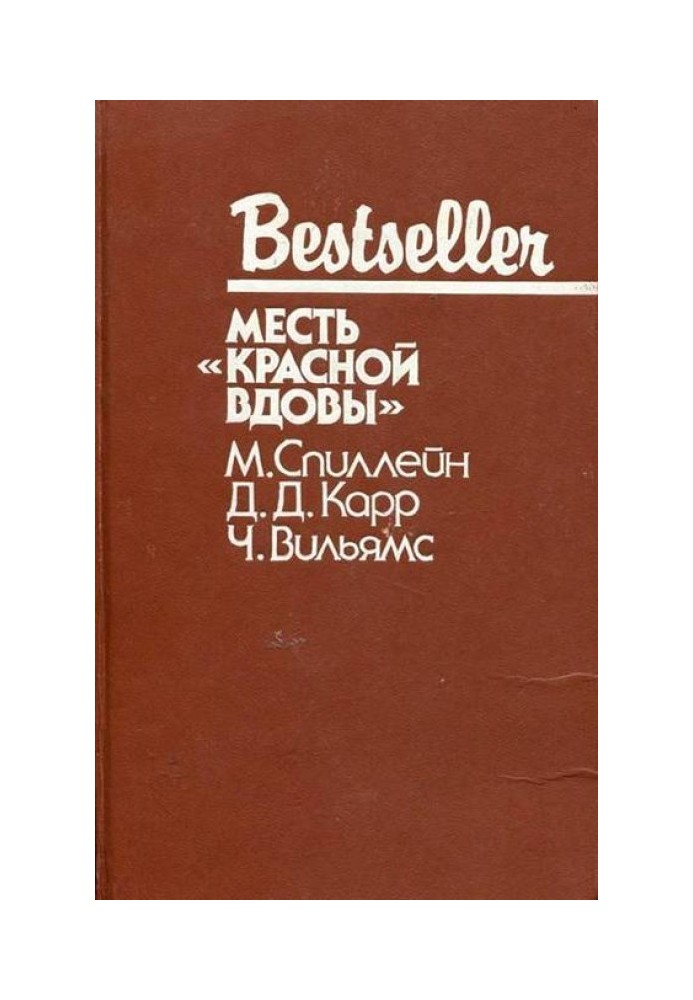 Bestseller
МЕСТЬ
«КРАСНОЙ
ВДОВЫ»
М. Спиллейн
Д. Д. Карр
Ч. Вильямс